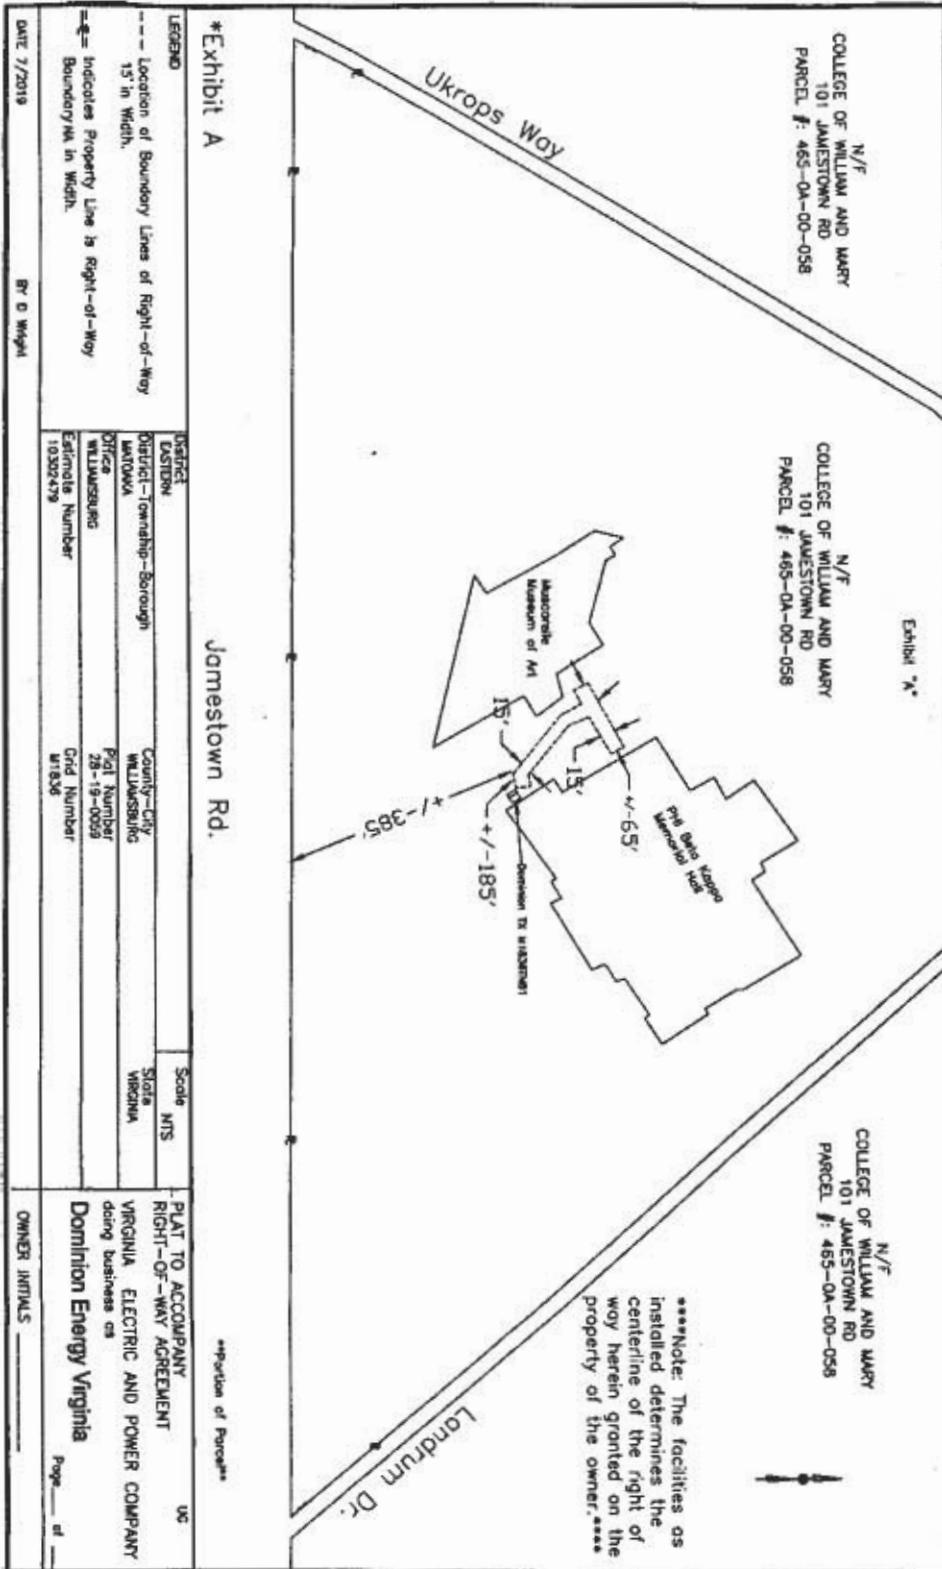 Exhibit "A"
N/F
COLLEGE OF WILLIAM AND MARY
101 JAMESTOWN RD
PARCEL #: 465-0A-00-058
N/F
COLLEGE OF WILLIAM AND MARY
101 JAMESTOWN RD
PARCEL #: 465-0A-00-058
N/F
COLLEGE OF WILLIAM AND MARY
101 JAMESTOWN RD
PARCEL #: 465-0A-00-058
****Note: The facilities as
installed determines the
centerline of the right of
way herein granted on the
property of the owner.****
Ukrops Way
Landrum Dr.
Muscarelle
Museum of Art
Phi Beta Kappa
Memorial Hall
+/-65'
15'
15'
+/-185'
+/-385'
Dominion TX
Jamestown Rd.
*Exhibit A
**Portion of Parcel**
LEGEND
--- Location of Boundary Lines of Right-of-Way
15' in Width.
Indicates Property Line is Right-of-Way
Boundary NA in Width.
DATE 7/2019
BY D Wright
District
EASTERN
District-Township-Borough
MATOAKA
County-City
WILLIAMSBURG
State
VIRGINIA
Office
WILLIAMSBURG
Plat Number
28-19-0059
Estimate Number
10302479
Grid Number
M1836
Scale
NTS
PLAT TO ACCOMPANY
RIGHT-OF-WAY AGREEMENT
UG
VIRGINIA ELECTRIC AND POWER COMPANY
doing business as
Dominion Energy Virginia
Page ___ of ___
OWNER INITIALS ______